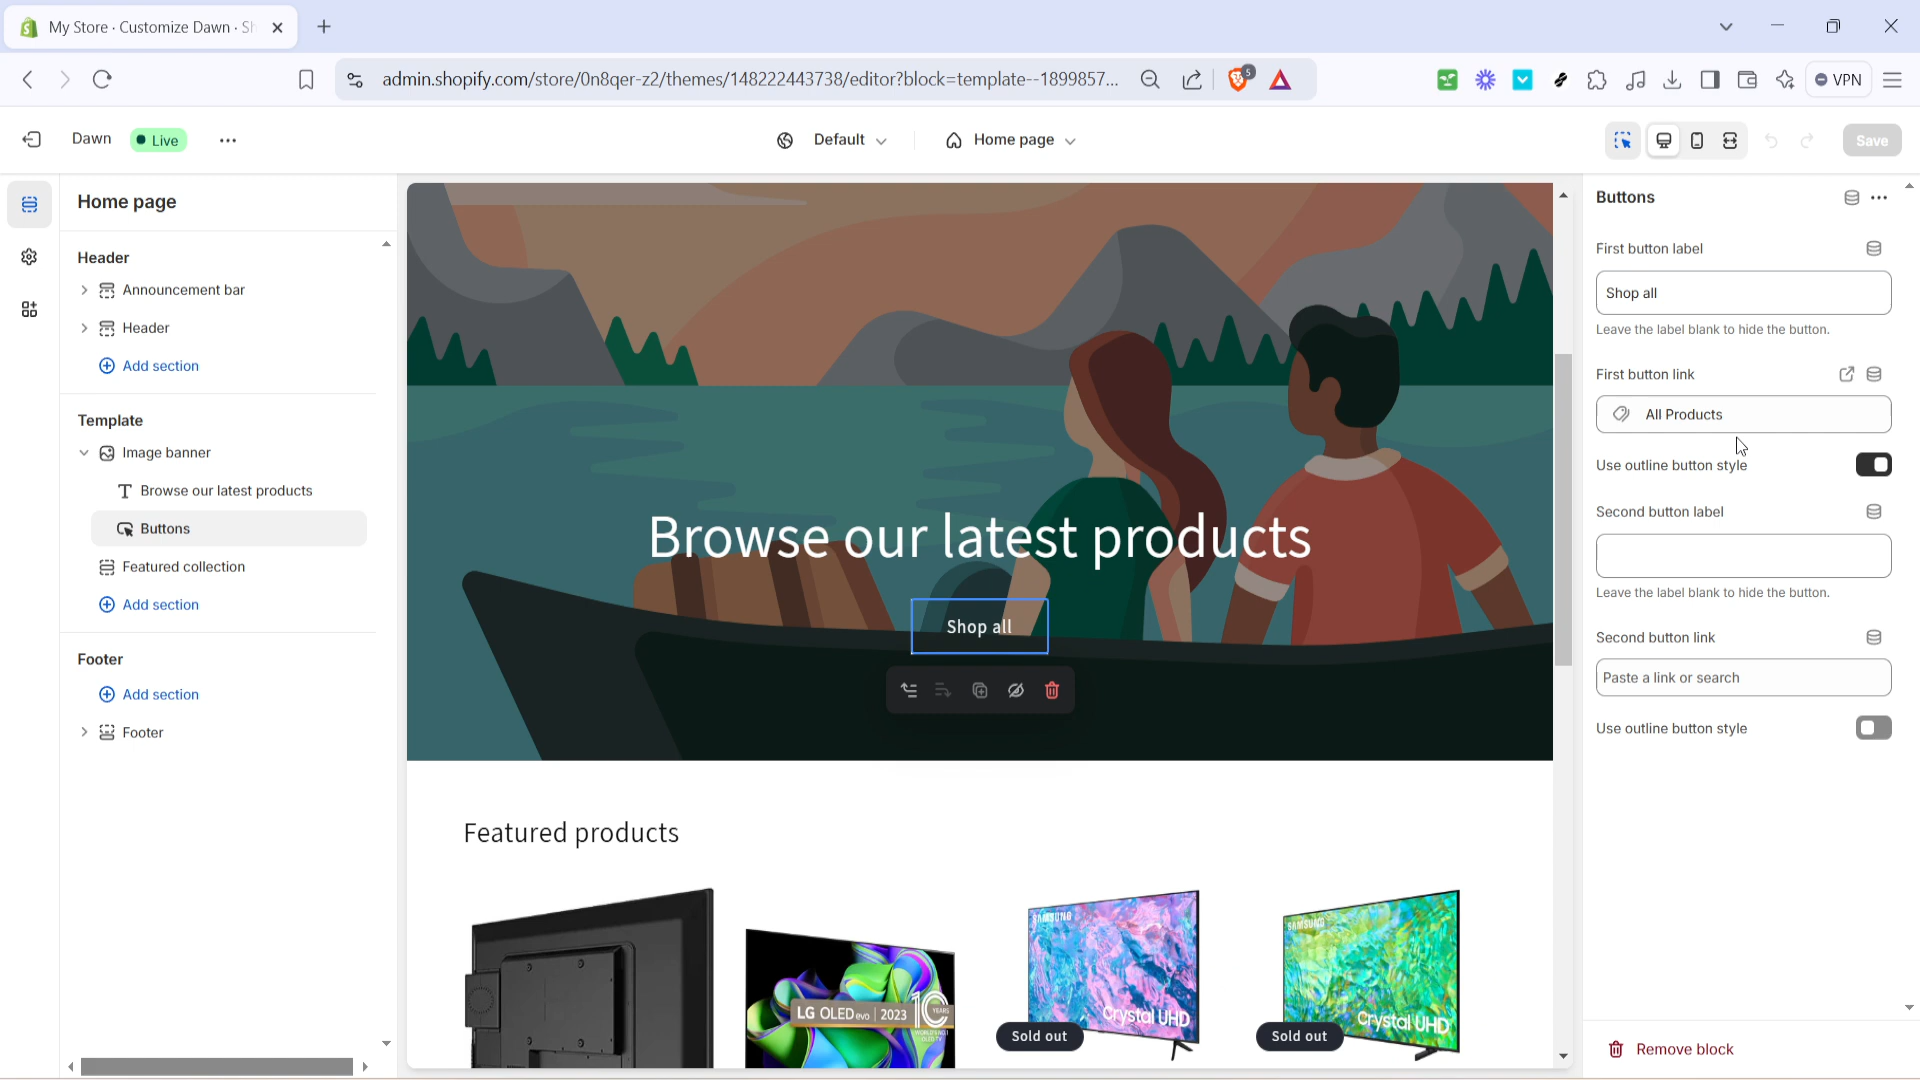 My Store · Customize Dawn · Sh
admin.shopify.com/store/0n8qer-z2/themes/148222443738/editor?block=template--1899857...
5
VPN
Dawn
Live
Default
Home page
Save
Home page
Header
Announcement bar
Header
Add section
Template
Image banner
Browse our latest products
Buttons
Featured collection
Add section
Footer
Add section
Footer
Browse our latest products
Shop all
Featured products
LG OLED evo | 2023
10
YEARS
SAMSUNG
Crystal UHD
Sold out
SAMSUNG
Crystal UHD
Sold out
Buttons
First button label
Shop all
Leave the label blank to hide the button.
First button link
All Products
Use outline button style
Second button label
Leave the label blank to hide the button.
Second button link
Paste a link or search
Use outline button style
Remove block